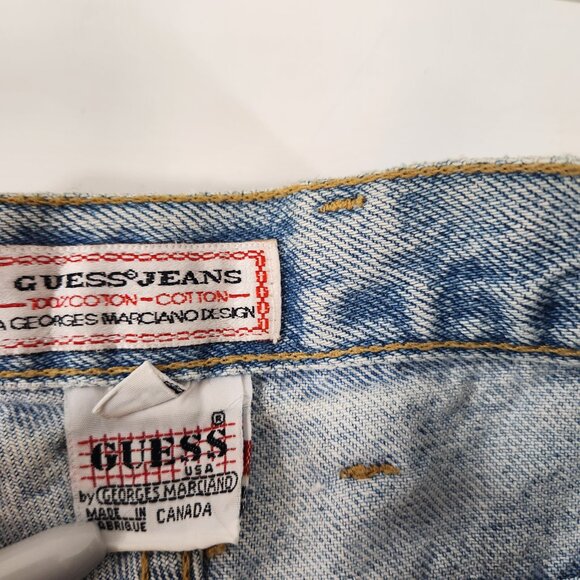 GUESS® JEANS
100% COTTON - COTTON
A GEORGES MARCIANO DESIGN
GUESS®
USA
by GEORGES MARCIANO
MADE IN
FABRIQUE CANADA